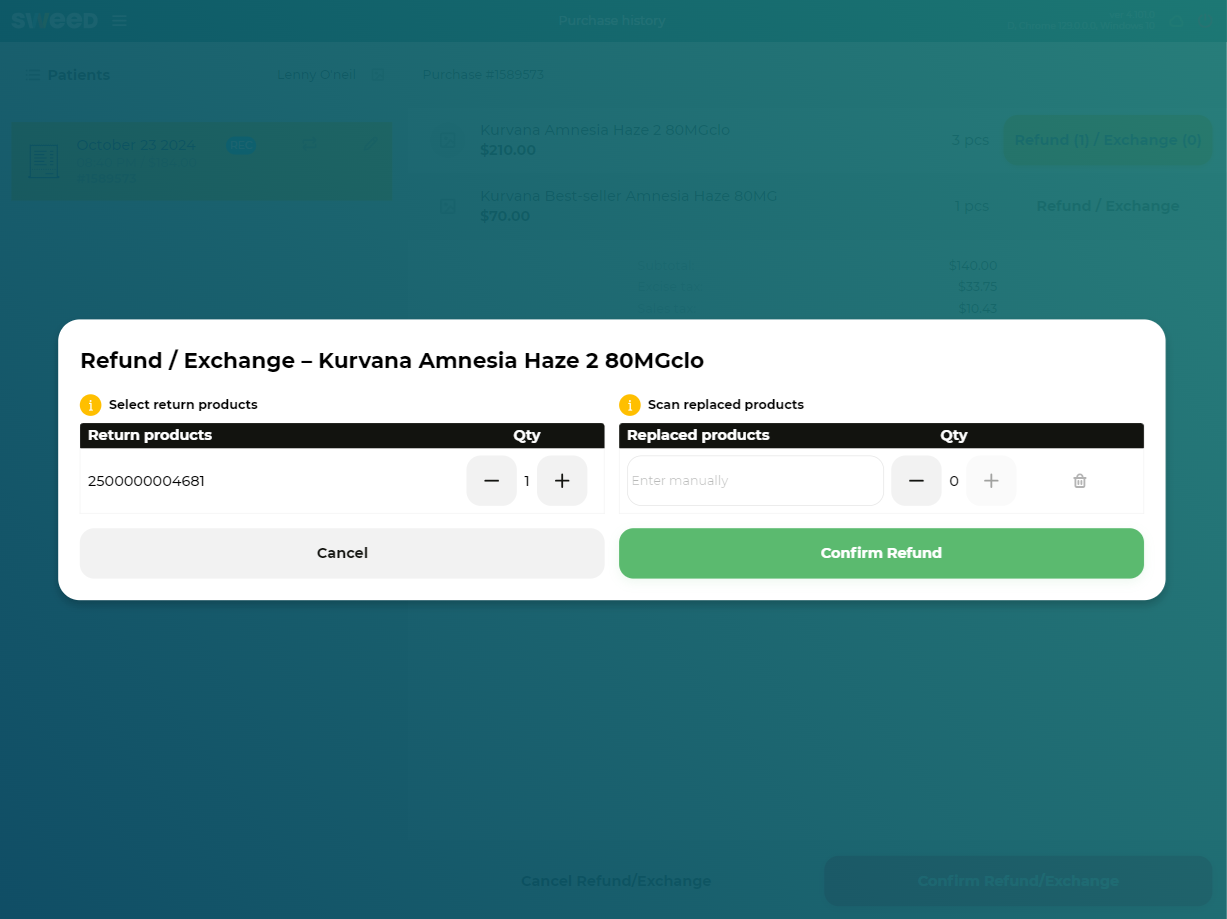 sweed
Purchase history
Patients
Lenny O'neil
Purchase #1589573
October 23 2024
REC
Kurvana Amnesia Haze 2 80MGclo
$210.00
3 pcs
Refund (1) / Exchange (0)
Kurvana Best-seller Amnesia Haze 80MG
$70.00
1 pcs
Refund / Exchange
$140.00
$33.75
$10.43
Refund / Exchange – Kurvana Amnesia Haze 2 80MGclo
Select return products
Scan replaced products
Return products Qty
Replaced products Qty
2500000004681 1
Enter manually 0
Cancel
Confirm Refund
Cancel Refund/Exchange
Confirm Refund/Exchange